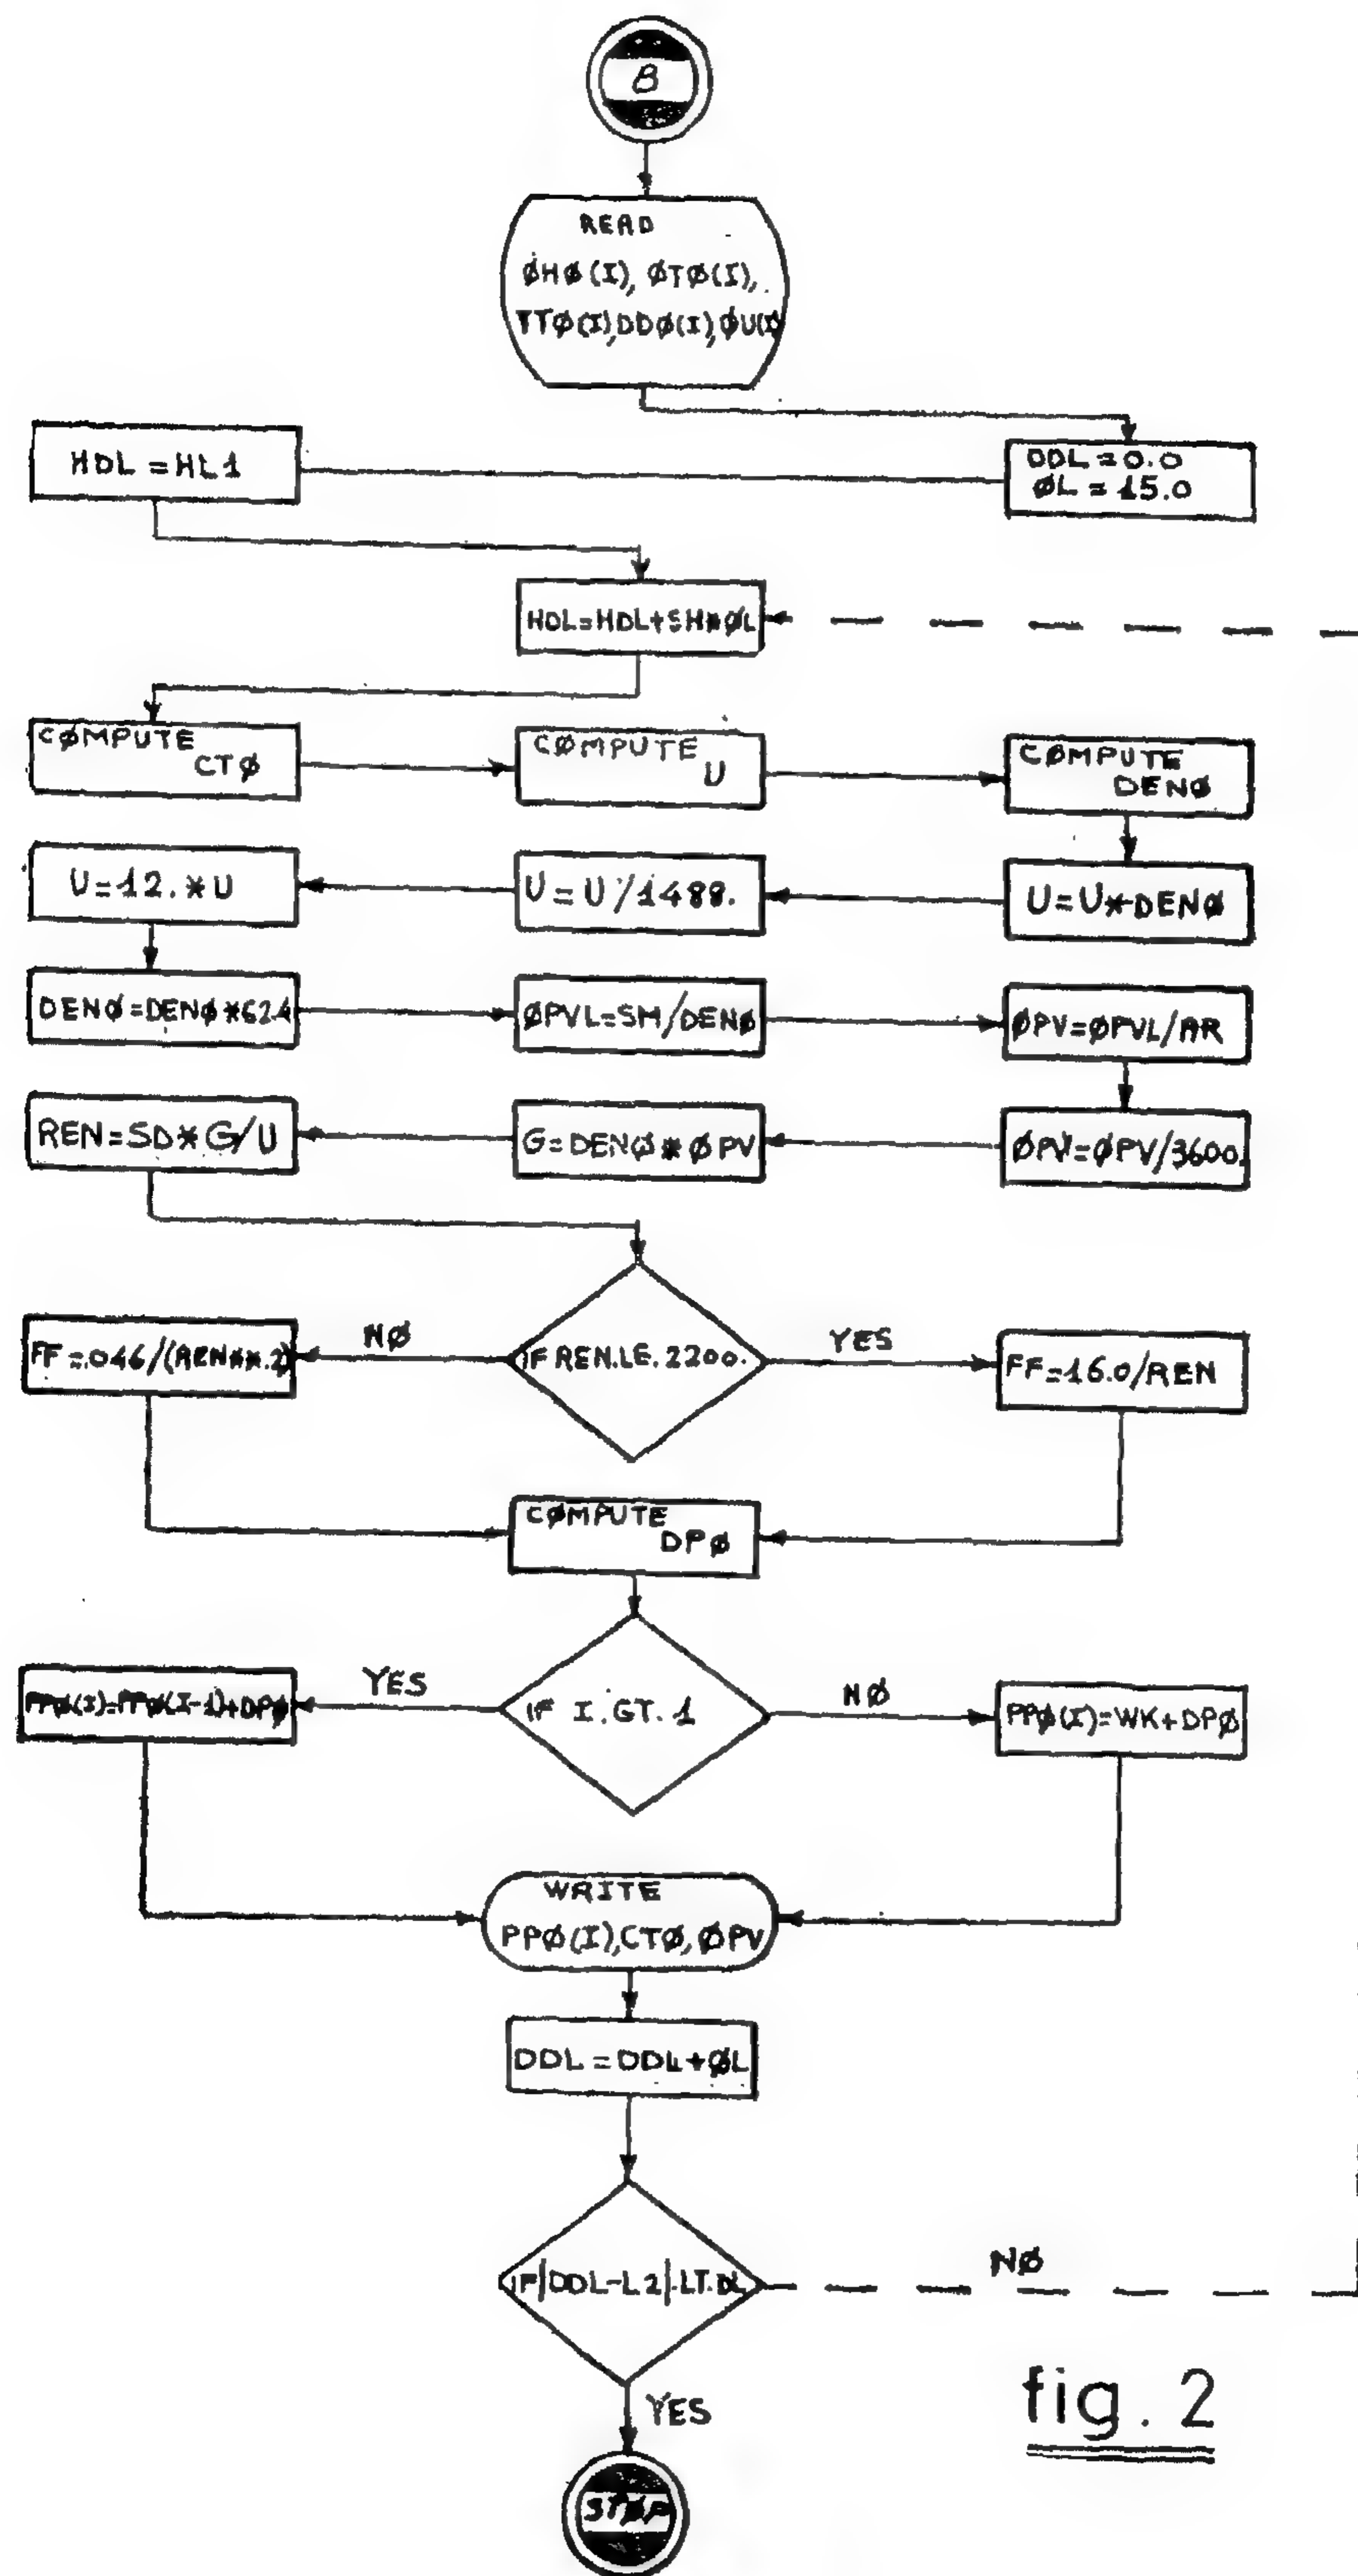 B
READ
ØHØ(I), ØTØ(I),
TTØ(I),DDØ(I),ØU(I)
HDL=HL1
DDL=0.0
ØL=15.0
HDL=HDL+SH*ØL
CØMPUTE
CTØ
CØMPUTE
U
CØMPUTE
DENØ
U=12.*U
U=U/1488.
U=U*DENØ
DENØ=DENØ*62.4
ØPVL=SM/DENØ
ØPV=ØPVL/AR
REN=SD*G/U
G=DENØ*ØPV
ØPV=ØPV/3600.
NØ
IF REN.LE.2200.
YES
FF=.046/(REN**.2)
FF=16.0/REN
CØMPUTE
DPØ
YES
IF I.GT.1
NØ
PPØ(I)=PPØ(I-1)+DPØ
PPØ(I)=WK+DPØ
WRITE
PPØ(I),CTØ,ØPV
DDL=DDL+ØL
NØ
IF|DDL-L2|.LT.DL
YES
STØP
fig. 2